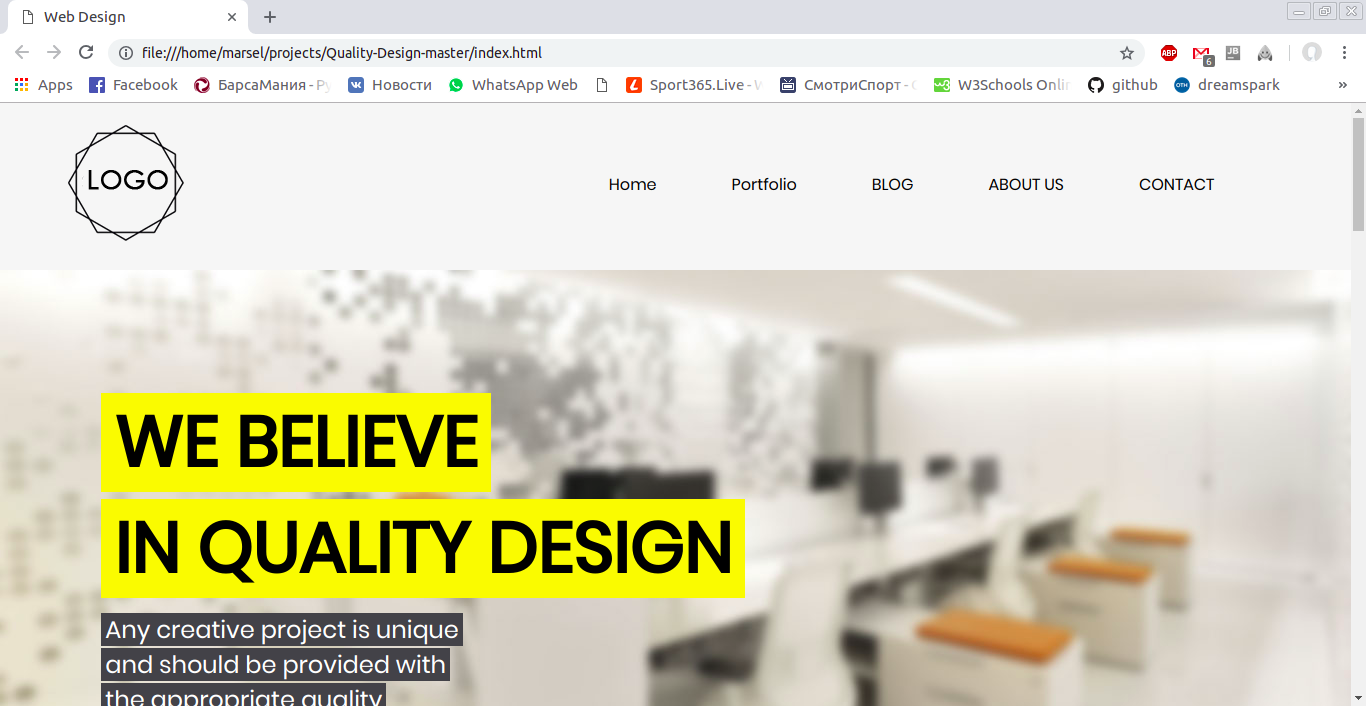 Web Design
file:///home/marsel/projects/Quality-Design-master/index.html
ABP
6
JB
Apps
Facebook
БарсаМания - Ру
Новости
WhatsApp Web
Sport365.Live -
СмотриСпорт -
W3Schools Onli
github
OTH
dreamspark
»
LOGO
Home
Portfolio
BLOG
ABOUT US
CONTACT
WE BELIEVE
IN QUALITY DESIGN
Any creative project is unique
and should be provided with
the appropriate quality